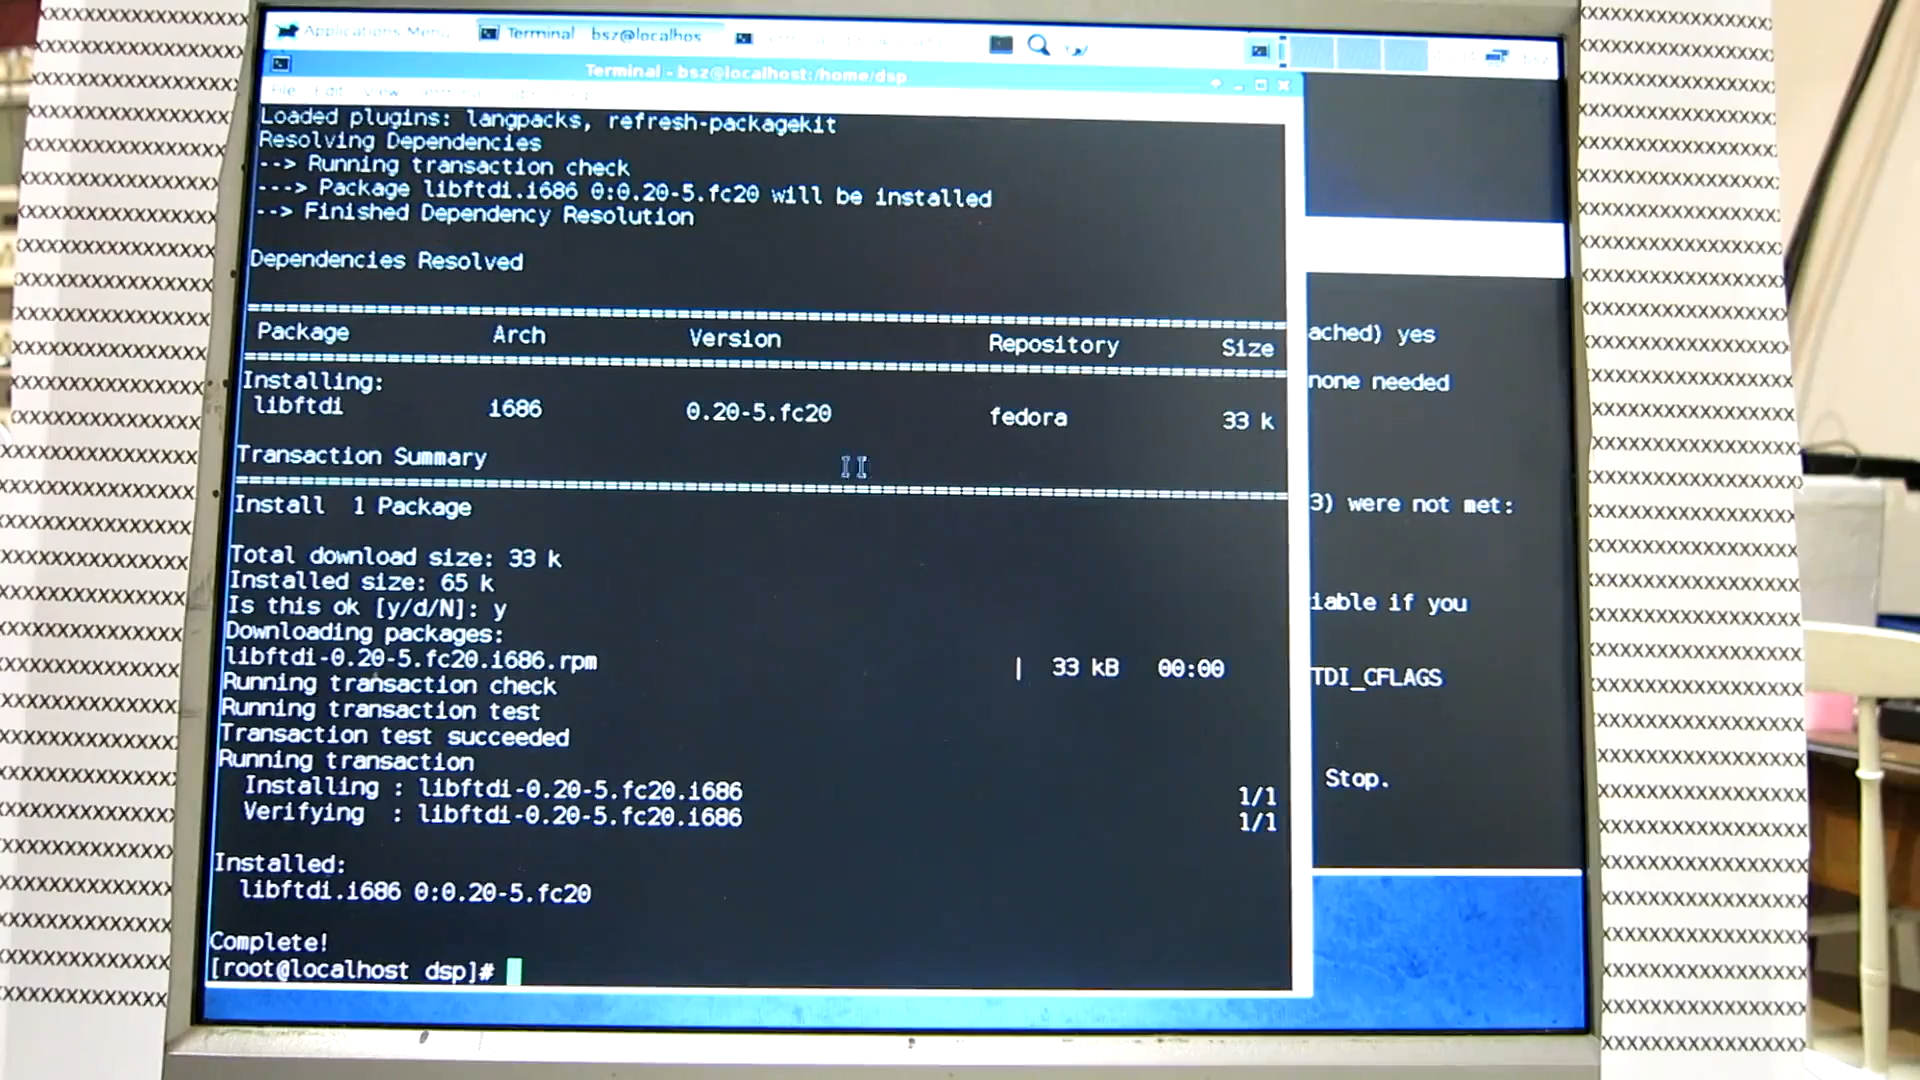 Applications Menu
Terminal bsz@localhos
Terminal - bsz@localhost:/home/dsp
File Edit View
Loaded plugins: langpacks, refresh-packagekit
Resolving Dependencies
--> Running transaction check
---> Package libftdi.i686 0:0.20-5.fc20 will be installed
--> Finished Dependency Resolution
Dependencies Resolved
Package Arch Version Repository Size
Installing:
libftdi i686 0.20-5.fc20 fedora 33 k
Transaction Summary
Install 1 Package
Total download size: 33 k
Installed size: 65 k
Is this ok [y/d/N]: y
Downloading packages:
libftdi-0.20-5.fc20.i686.rpm | 33 kB 00:00
Running transaction check
Running transaction test
Transaction test succeeded
Running transaction
Installing : libftdi-0.20-5.fc20.i686 1/1
Verifying : libftdi-0.20-5.fc20.i686 1/1
Installed:
libftdi.i686 0:0.20-5.fc20
Complete!
[root@localhost dsp]#
ached) yes
none needed
3) were not met:
iable if you
TDI_CFLAGS
Stop.